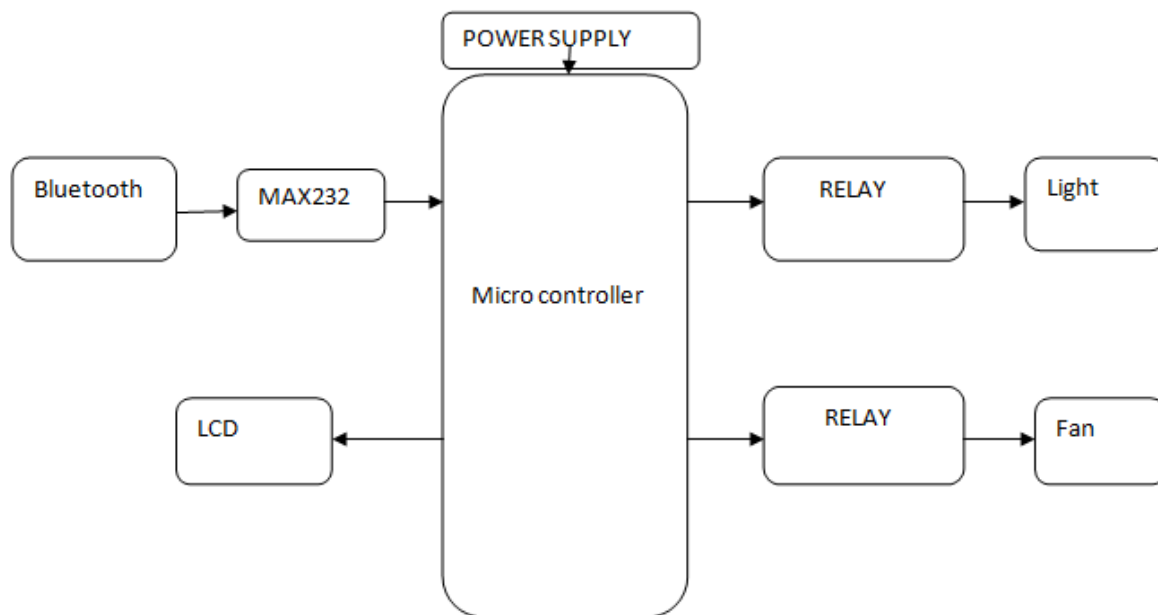 POWER SUPPLY
Bluetooth
MAX232
Micro controller
RELAY
Light
LCD
RELAY
Fan